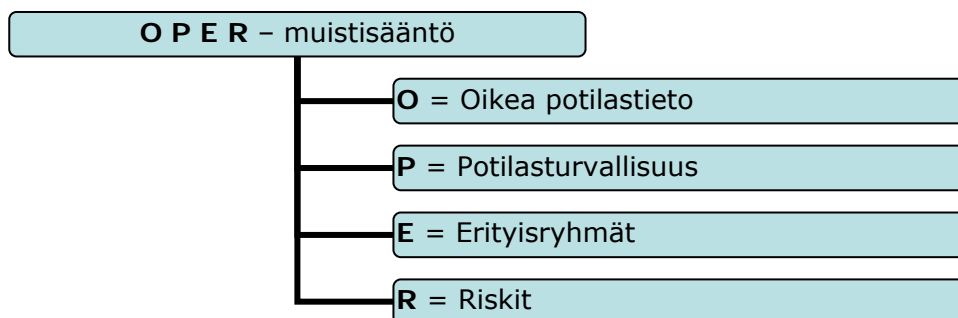 O P E R – muistisääntö
O = Oikea potilastieto
P = Potilasturvallisuus
E = Erityisryhmät
R = Riskit